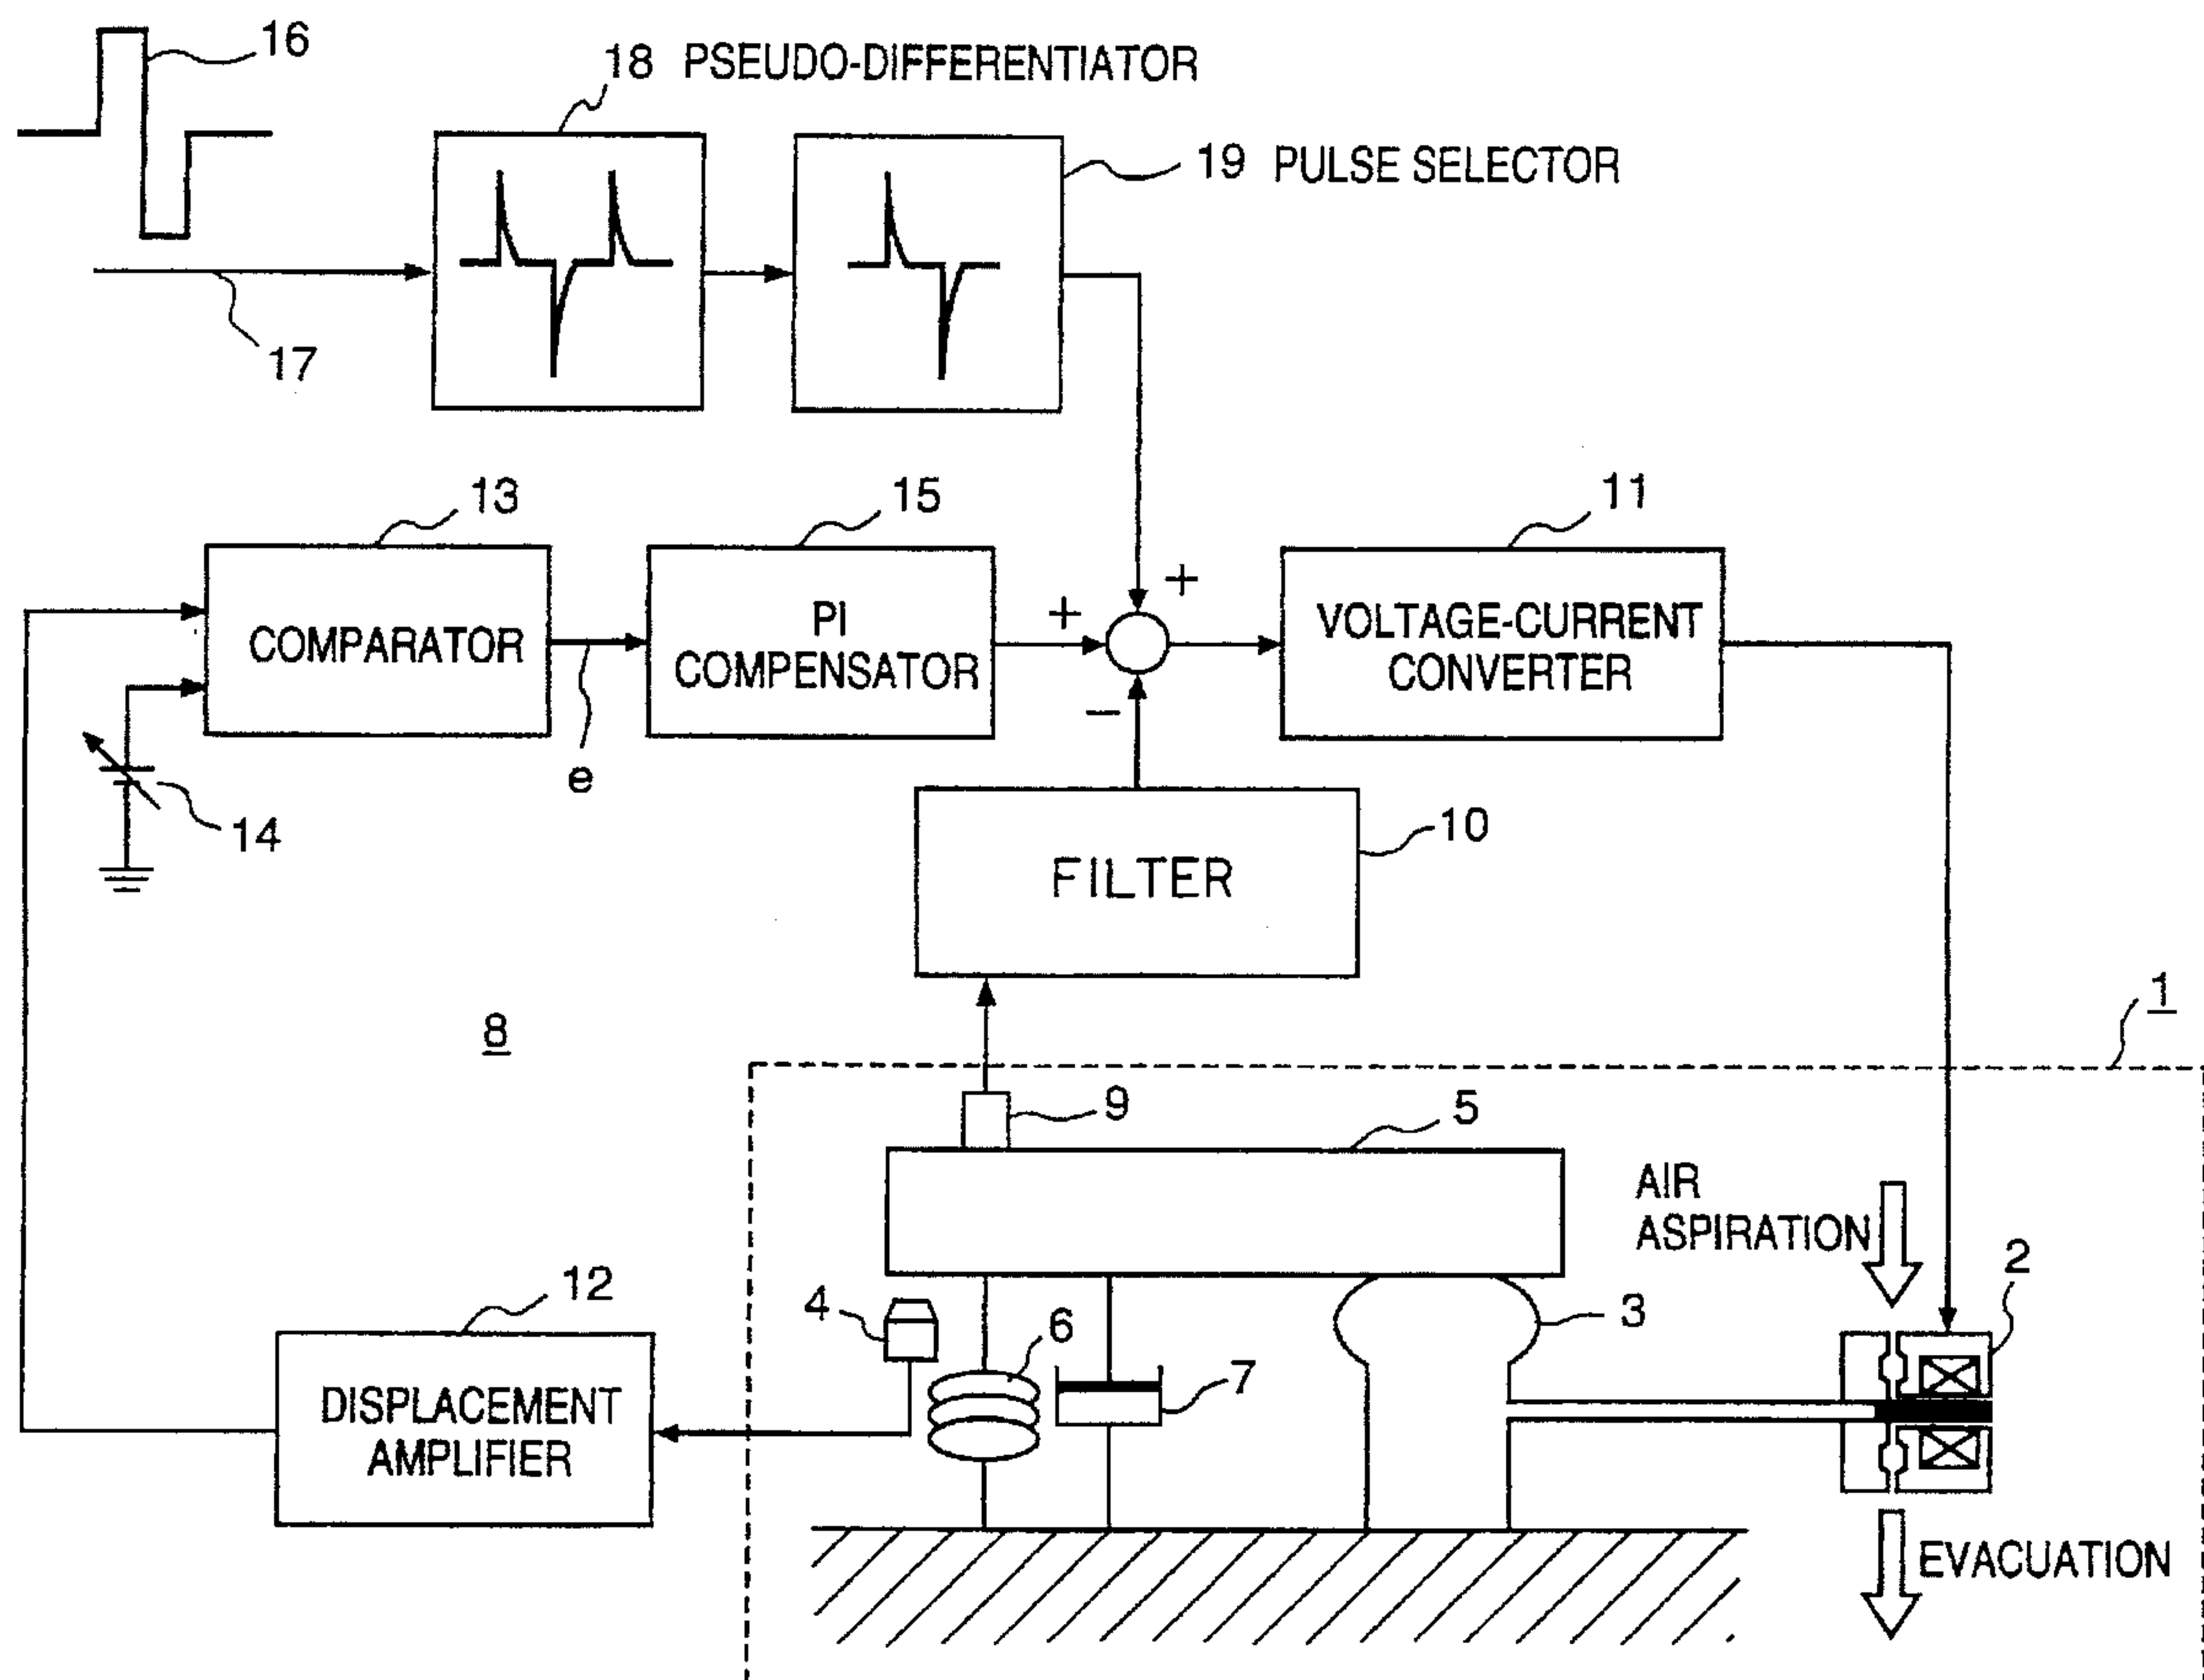 16
18 PSEUDO-DIFFERENTIATOR
19 PULSE SELECTOR
17
13
15
11
+
+
COMPARATOR
PI
COMPENSATOR
VOLTAGE-CURRENT
CONVERTER
−
e
14
10
FILTER
8
1
9
5
AIR
ASPIRATION
2
12
4
6
3
7
DISPLACEMENT
AMPLIFIER
EVACUATION